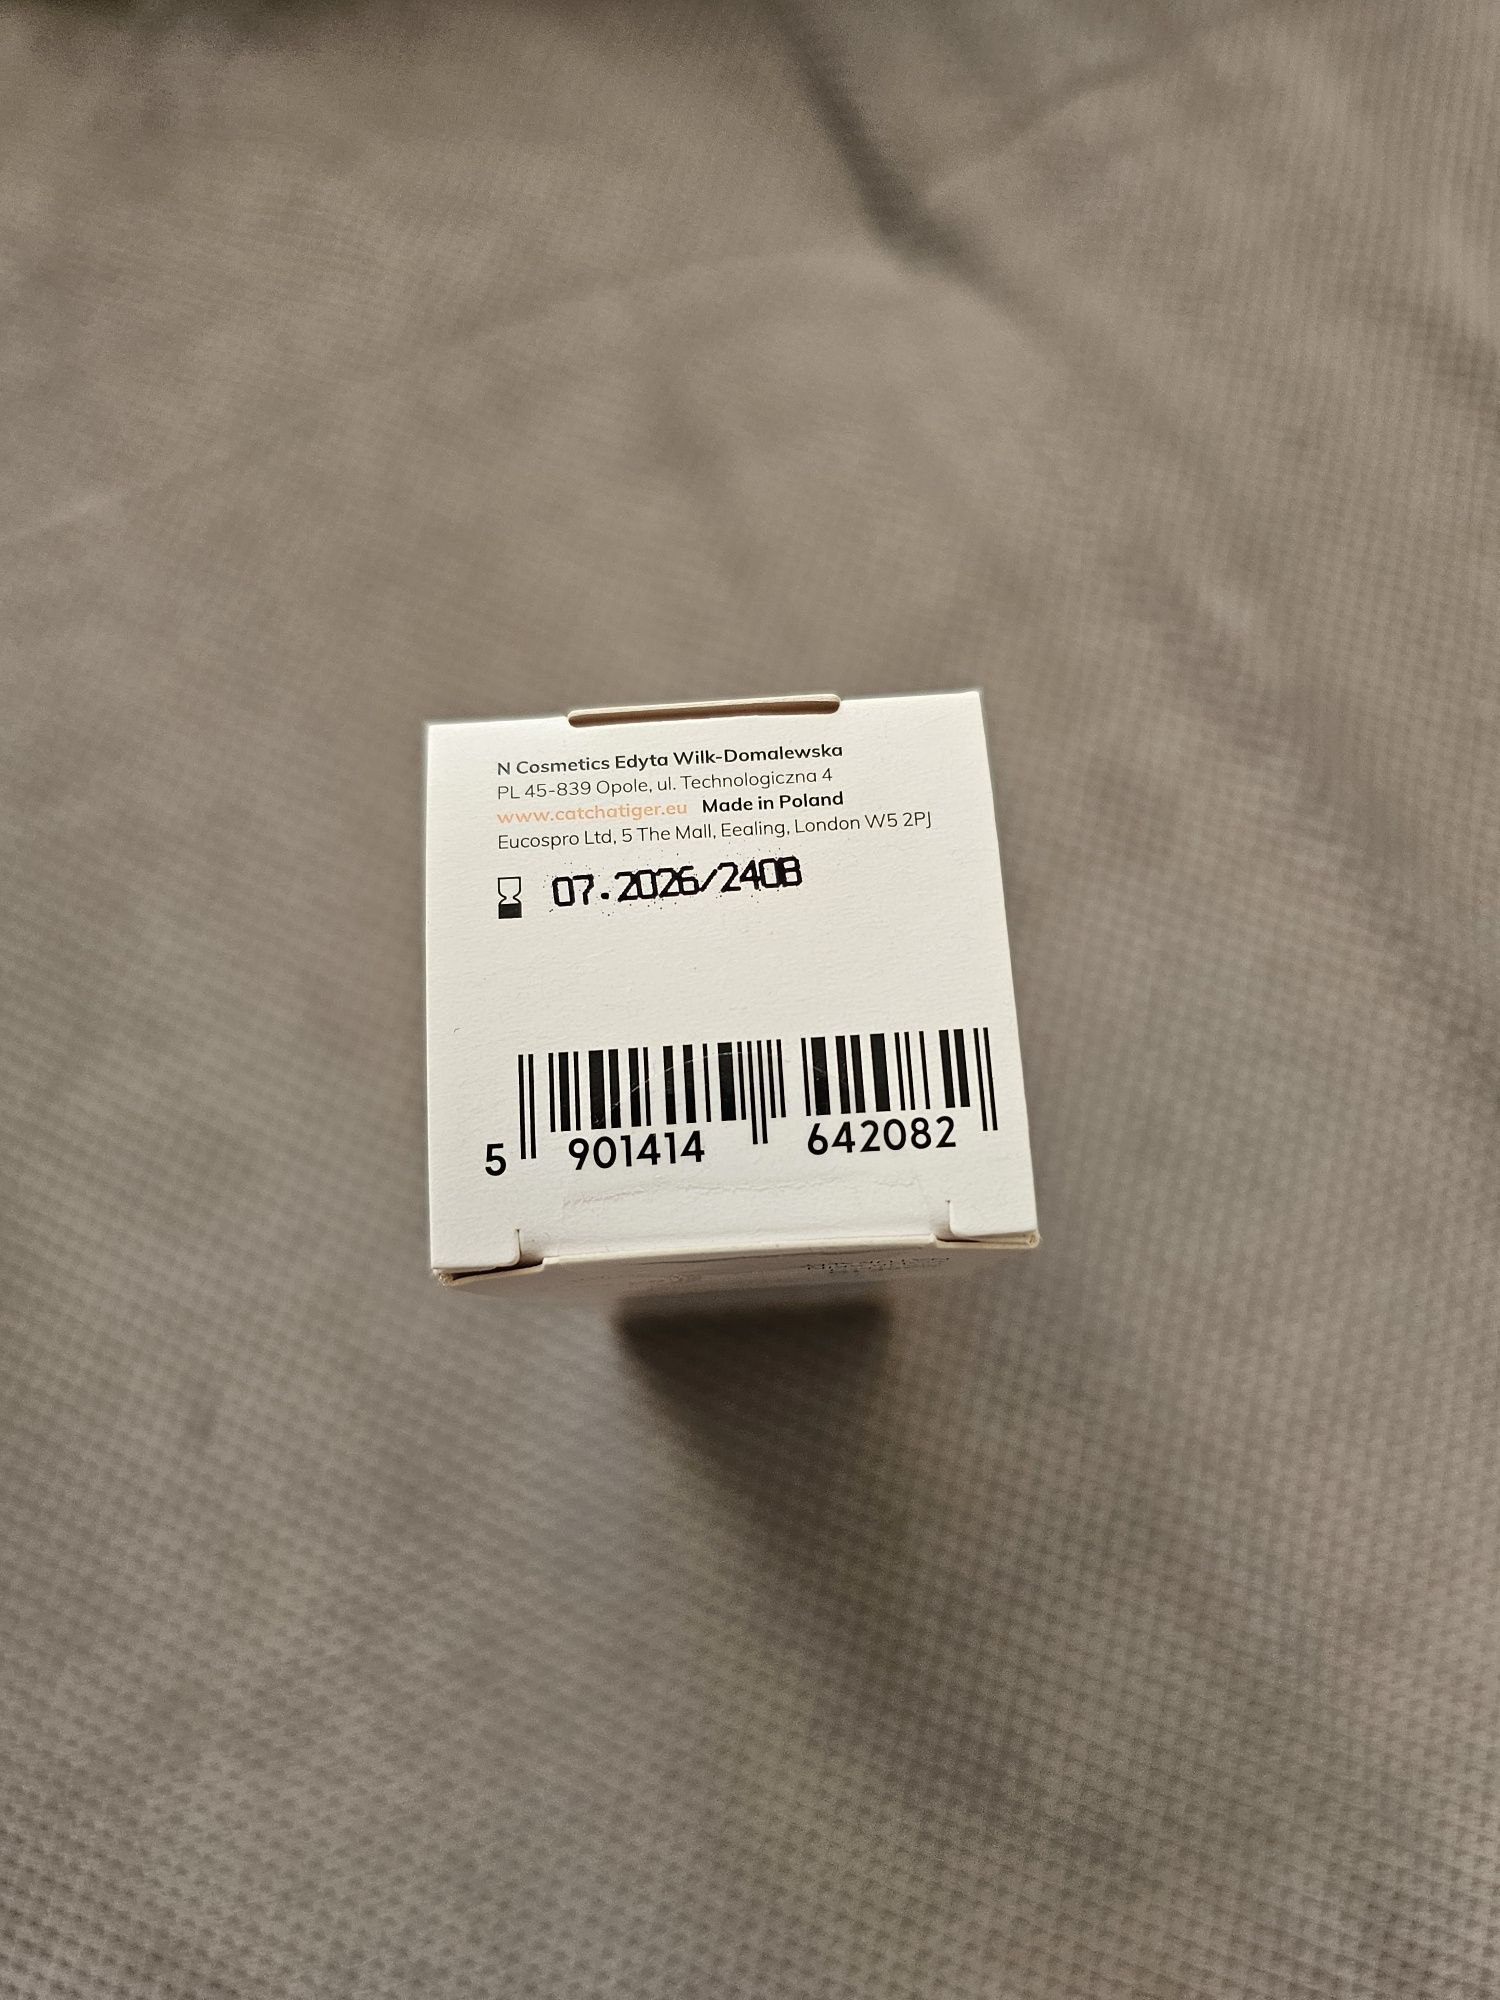 N Cosmetics Edyta Wilk-Domalewska
PL 45-839 Opole, ul. Technologiczna 4
www.catchatiger.eu Made in Poland
Eucospro Ltd, 5 The Mall, Eealing, London W5 2PJ
07.2026/240B
5 901414 642082